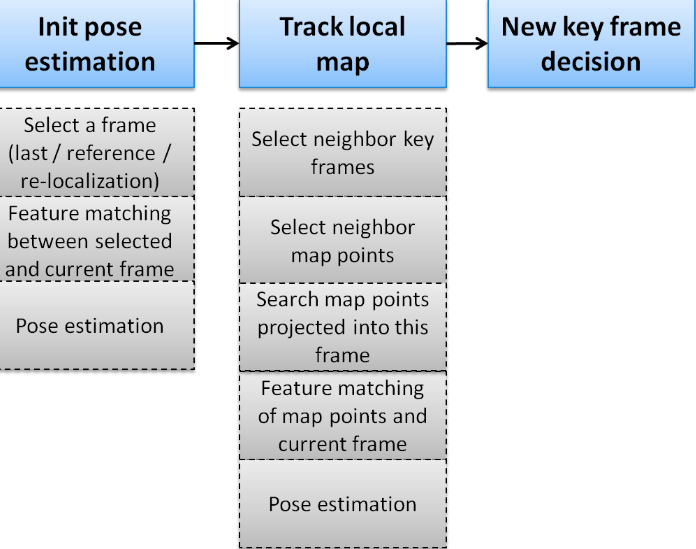 Init pose
estimation
Track local
map
New key frame
decision
Select a frame
(last / reference /
re-localization)
Feature matching
between selected
and current frame
Pose estimation
Select neighbor key
frames
Select neighbor
map points
Search map points
projected into this
frame
Feature matching
of map points and
current frame
Pose estimation